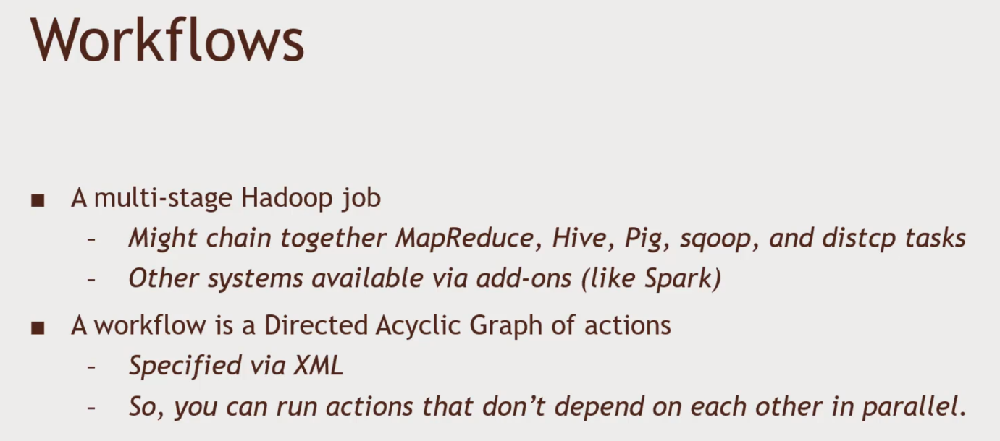 Workflows
■ A multi-stage Hadoop job
– Might chain together MapReduce, Hive, Pig, sqoop, and distcp tasks
– Other systems available via add-ons (like Spark)
■ A workflow is a Directed Acyclic Graph of actions
– Specified via XML
– So, you can run actions that don’t depend on each other in parallel.